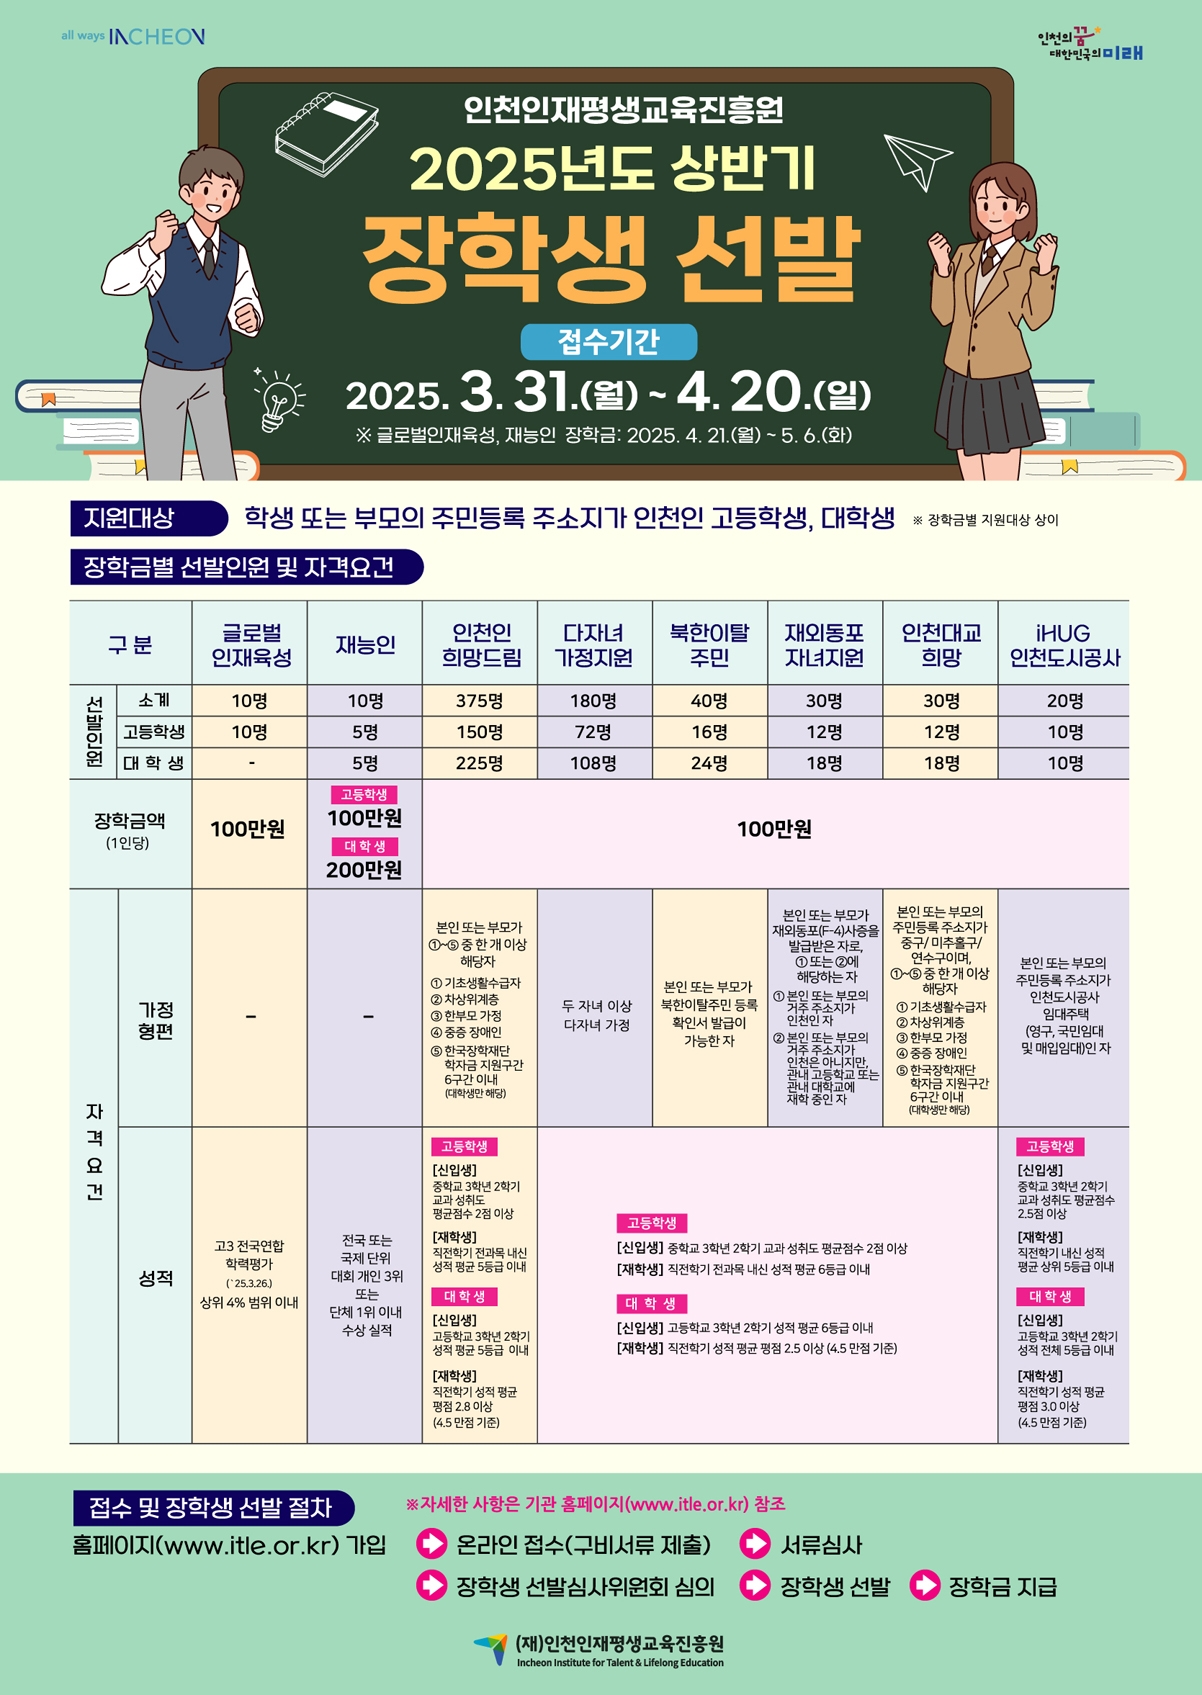 all ways INCHEON
인천의꿈
대한민국의미래
인천인재평생교육진흥원
2025년도 상반기
장학생 선발
접수기간
2025. 3. 31.(월) ~ 4. 20.(일)
※ 글로벌인재육성, 재능인 장학금: 2025. 4. 21.(월) ~ 5. 6.(화)
지원대상
학생 또는 부모의 주민등록 주소지가 인천인 고등학생, 대학생 ※ 장학금별 지원대상 상이
장학금별 선발인원 및 자격요건
구 분
글로벌
인재육성
재능인
인천인
희망드림
다자녀
가정지원
북한이탈
주민
재외동포
자녀지원
인천대교
희망
iHUG
인천도시공사
선발인원
소계 10명 10명 375명 180명 40명 30명 30명 20명
고등학생 10명 5명 150명 72명 16명 12명 12명 10명
대 학 생 - 5명 225명 108명 24명 18명 18명 10명
장학금액
(1인당)
100만원
고등학생
100만원
대 학 생
200만원
100만원
자격요건
가정
형편
–
–
본인 또는 부모가
①~⑤ 중 한 개 이상
해당자
① 기초생활수급자
② 차상위계층
③ 한부모 가정
④ 중증 장애인
⑤ 한국장학재단
학자금 지원구간
6구간 이내
(대학생만 해당)
두 자녀 이상
다자녀 가정
본인 또는 부모가
북한이탈주민 등록
확인서 발급이
가능한 자
본인 또는 부모가
재외동포(F-4)사증을
발급받은 자로,
① 또는 ②에
해당하는 자
① 본인 또는 부모의
거주 주소지가
인천인 자
② 본인 또는 부모의
거주 주소지가
인천은 아니지만,
관내 고등학교 또는
관내 대학교에
재학 중인 자
본인 또는 부모의
주민등록 주소지가
중구/ 미추홀구/
연수구이며,
①~⑤ 중 한 개 이상
해당자
① 기초생활수급자
② 차상위계층
③ 한부모 가정
④ 중증 장애인
⑤ 한국장학재단
학자금 지원구간
6구간 이내
(대학생만 해당)
본인 또는 부모의
주민등록 주소지가
인천도시공사
임대주택
(영구, 국민임대
및 매입임대)인 자
성적
고3 전국연합
학력평가
(`25.3.26.)
상위 4% 범위 이내
전국 또는
국제 단위
대회 개인 3위
또는
단체 1위 이내
수상 실적
고등학생
[신입생]
중학교 3학년 2학기
교과 성취도
평균점수 2점 이상
[재학생]
직전학기 전과목 내신
성적 평균 5등급 이내
대 학 생
[신입생]
고등학교 3학년 2학기
성적 평균 5등급 이내
[재학생]
직전학기 성적 평균
평점 2.8 이상
(4.5 만점 기준)
고등학생
[신입생] 중학교 3학년 2학기 교과 성취도 평균점수 2점 이상
[재학생] 직전학기 전과목 내신 성적 평균 6등급 이내
대 학 생
[신입생] 고등학교 3학년 2학기 성적 평균 6등급 이내
[재학생] 직전학기 성적 평균 평점 2.5 이상 (4.5 만점 기준)
고등학생
[신입생]
중학교 3학년 2학기
교과 성취도 평균점수
2.5점 이상
[재학생]
직전학기 내신 성적
평균 상위 5등급 이내
대 학 생
[신입생]
고등학교 3학년 2학기
성적 전체 5등급 이내
[재학생]
직전학기 성적 평균
평점 3.0 이상
(4.5 만점 기준)
접수 및 장학생 선발 절차
※자세한 사항은 기관 홈페이지(www.itle.or.kr) 참조
홈페이지(www.itle.or.kr) 가입 온라인 접수(구비서류 제출) 서류심사
장학생 선발심사위원회 심의 장학생 선발 장학금 지급
(재)인천인재평생교육진흥원
Incheon Institute for Talent & Lifelong Education